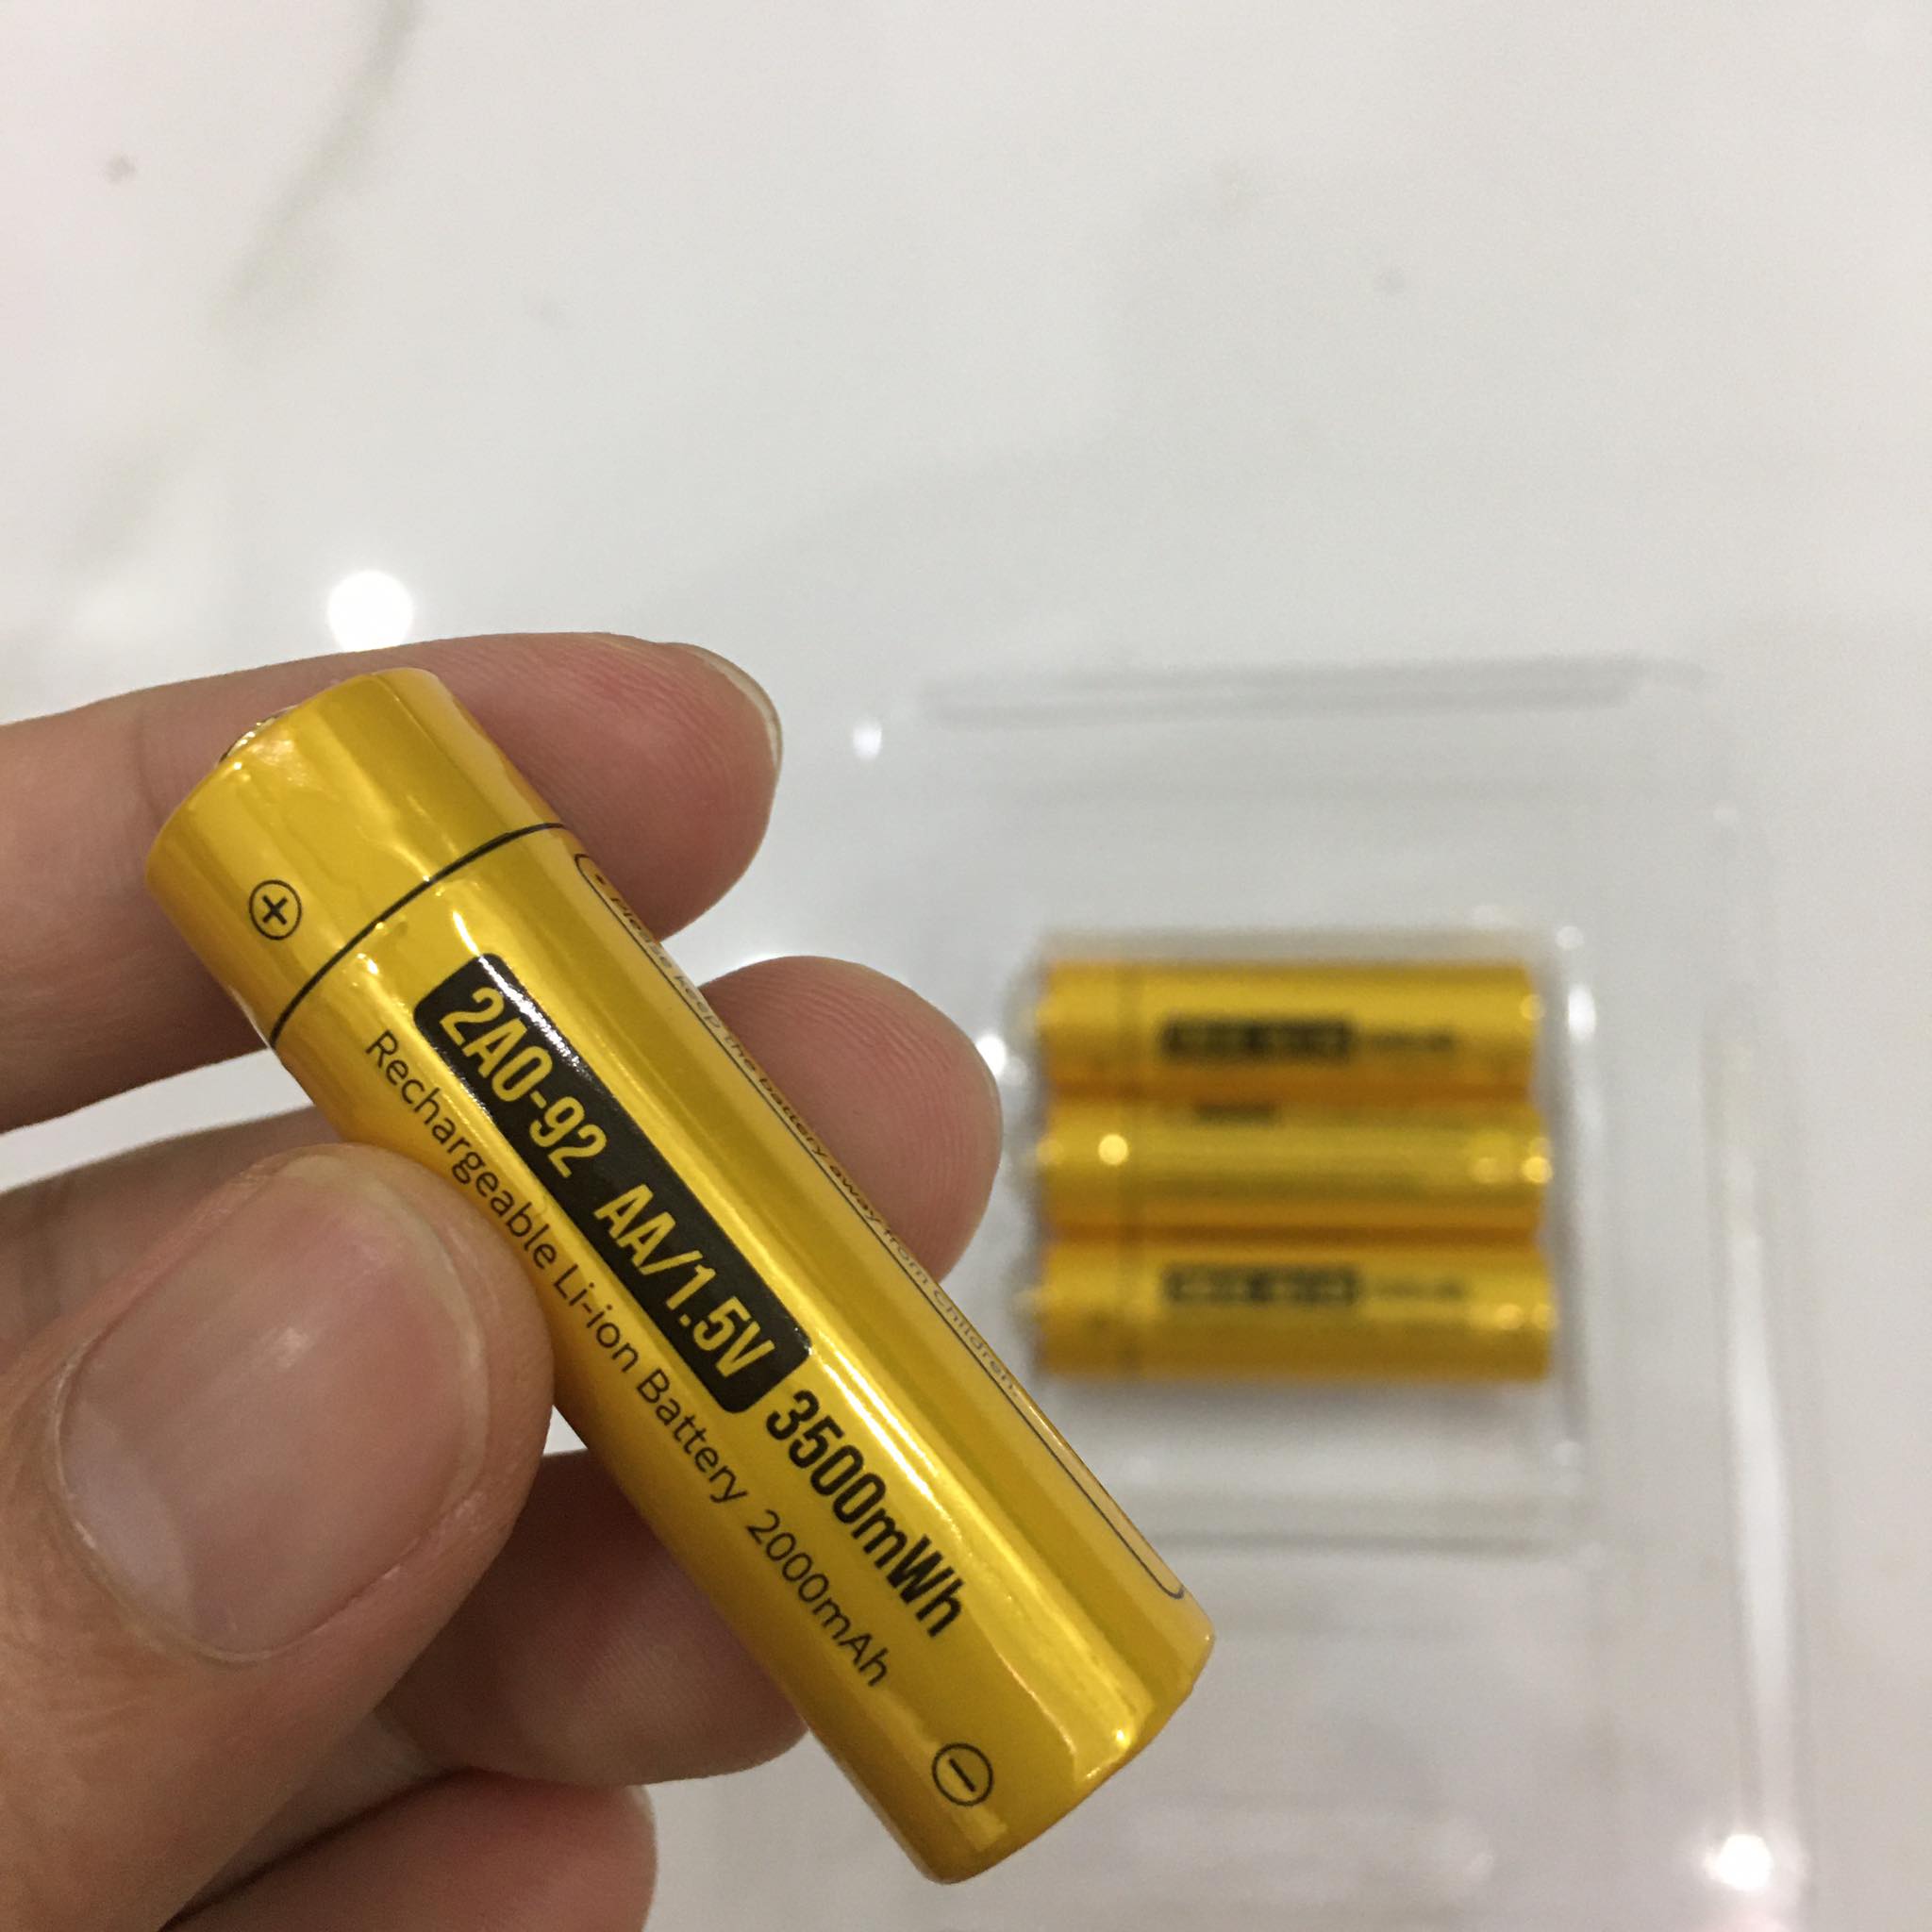 +
2A0-92 AA/1.5V 3500mWh
Rechargeable Li-ion Battery 2000mAh
• Please keep the battery away from children.
−